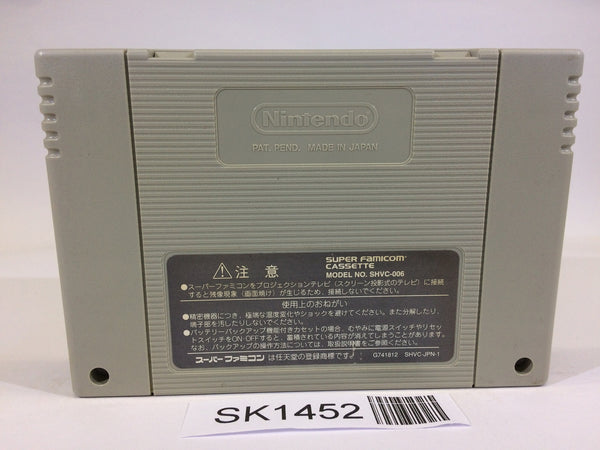 Nintendo
PAT. PEND. MADE IN JAPAN
SUPER FAMICOM
CASSETTE
MODEL NO. SHVC-006
注意
●スーパーファミコンをプロジェクションテレビ(スクリーン投影式のテレビ)に接続
すると残像現象(画面焼け)が生じるため、接続しないでください。
使用上のおねがい
●精密機器につき、極端な温度変化やショックを避けてください。また分解したり、
端子部を汚したりしないでください。
●バッテリーバックアップ機能付きカセットの場合、むやみに電源スイッチやリセッ
トスイッチをON・OFFすると、蓄積されている内容が消えてしまうことがあります。
なお、バックアップの操作方法については、取扱説明書をご参照ください。
スーパーファミコン は任天堂の登録商標です。 G741812 SHVC-JPN-1
SK1452